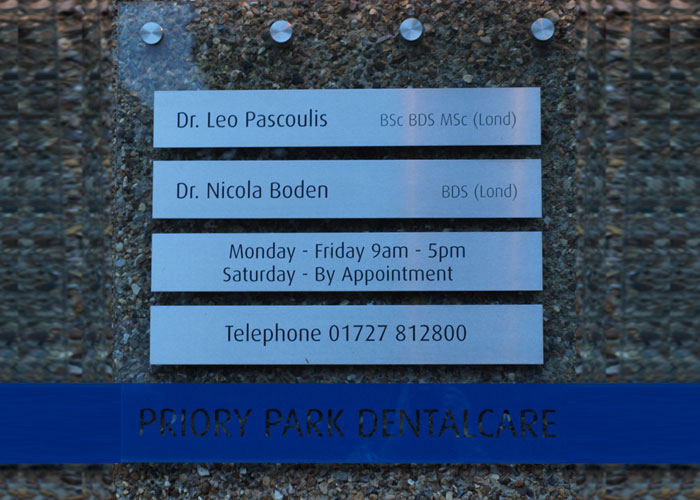 Dr. Leo Pascoulis BSc BDS MSc (Lond)
Dr. Nicola Boden BDS (Lond)
Monday - Friday 9am - 5pm
Saturday - By Appointment
Telephone 01727 812800
PRIORY PARK DENTALCARE